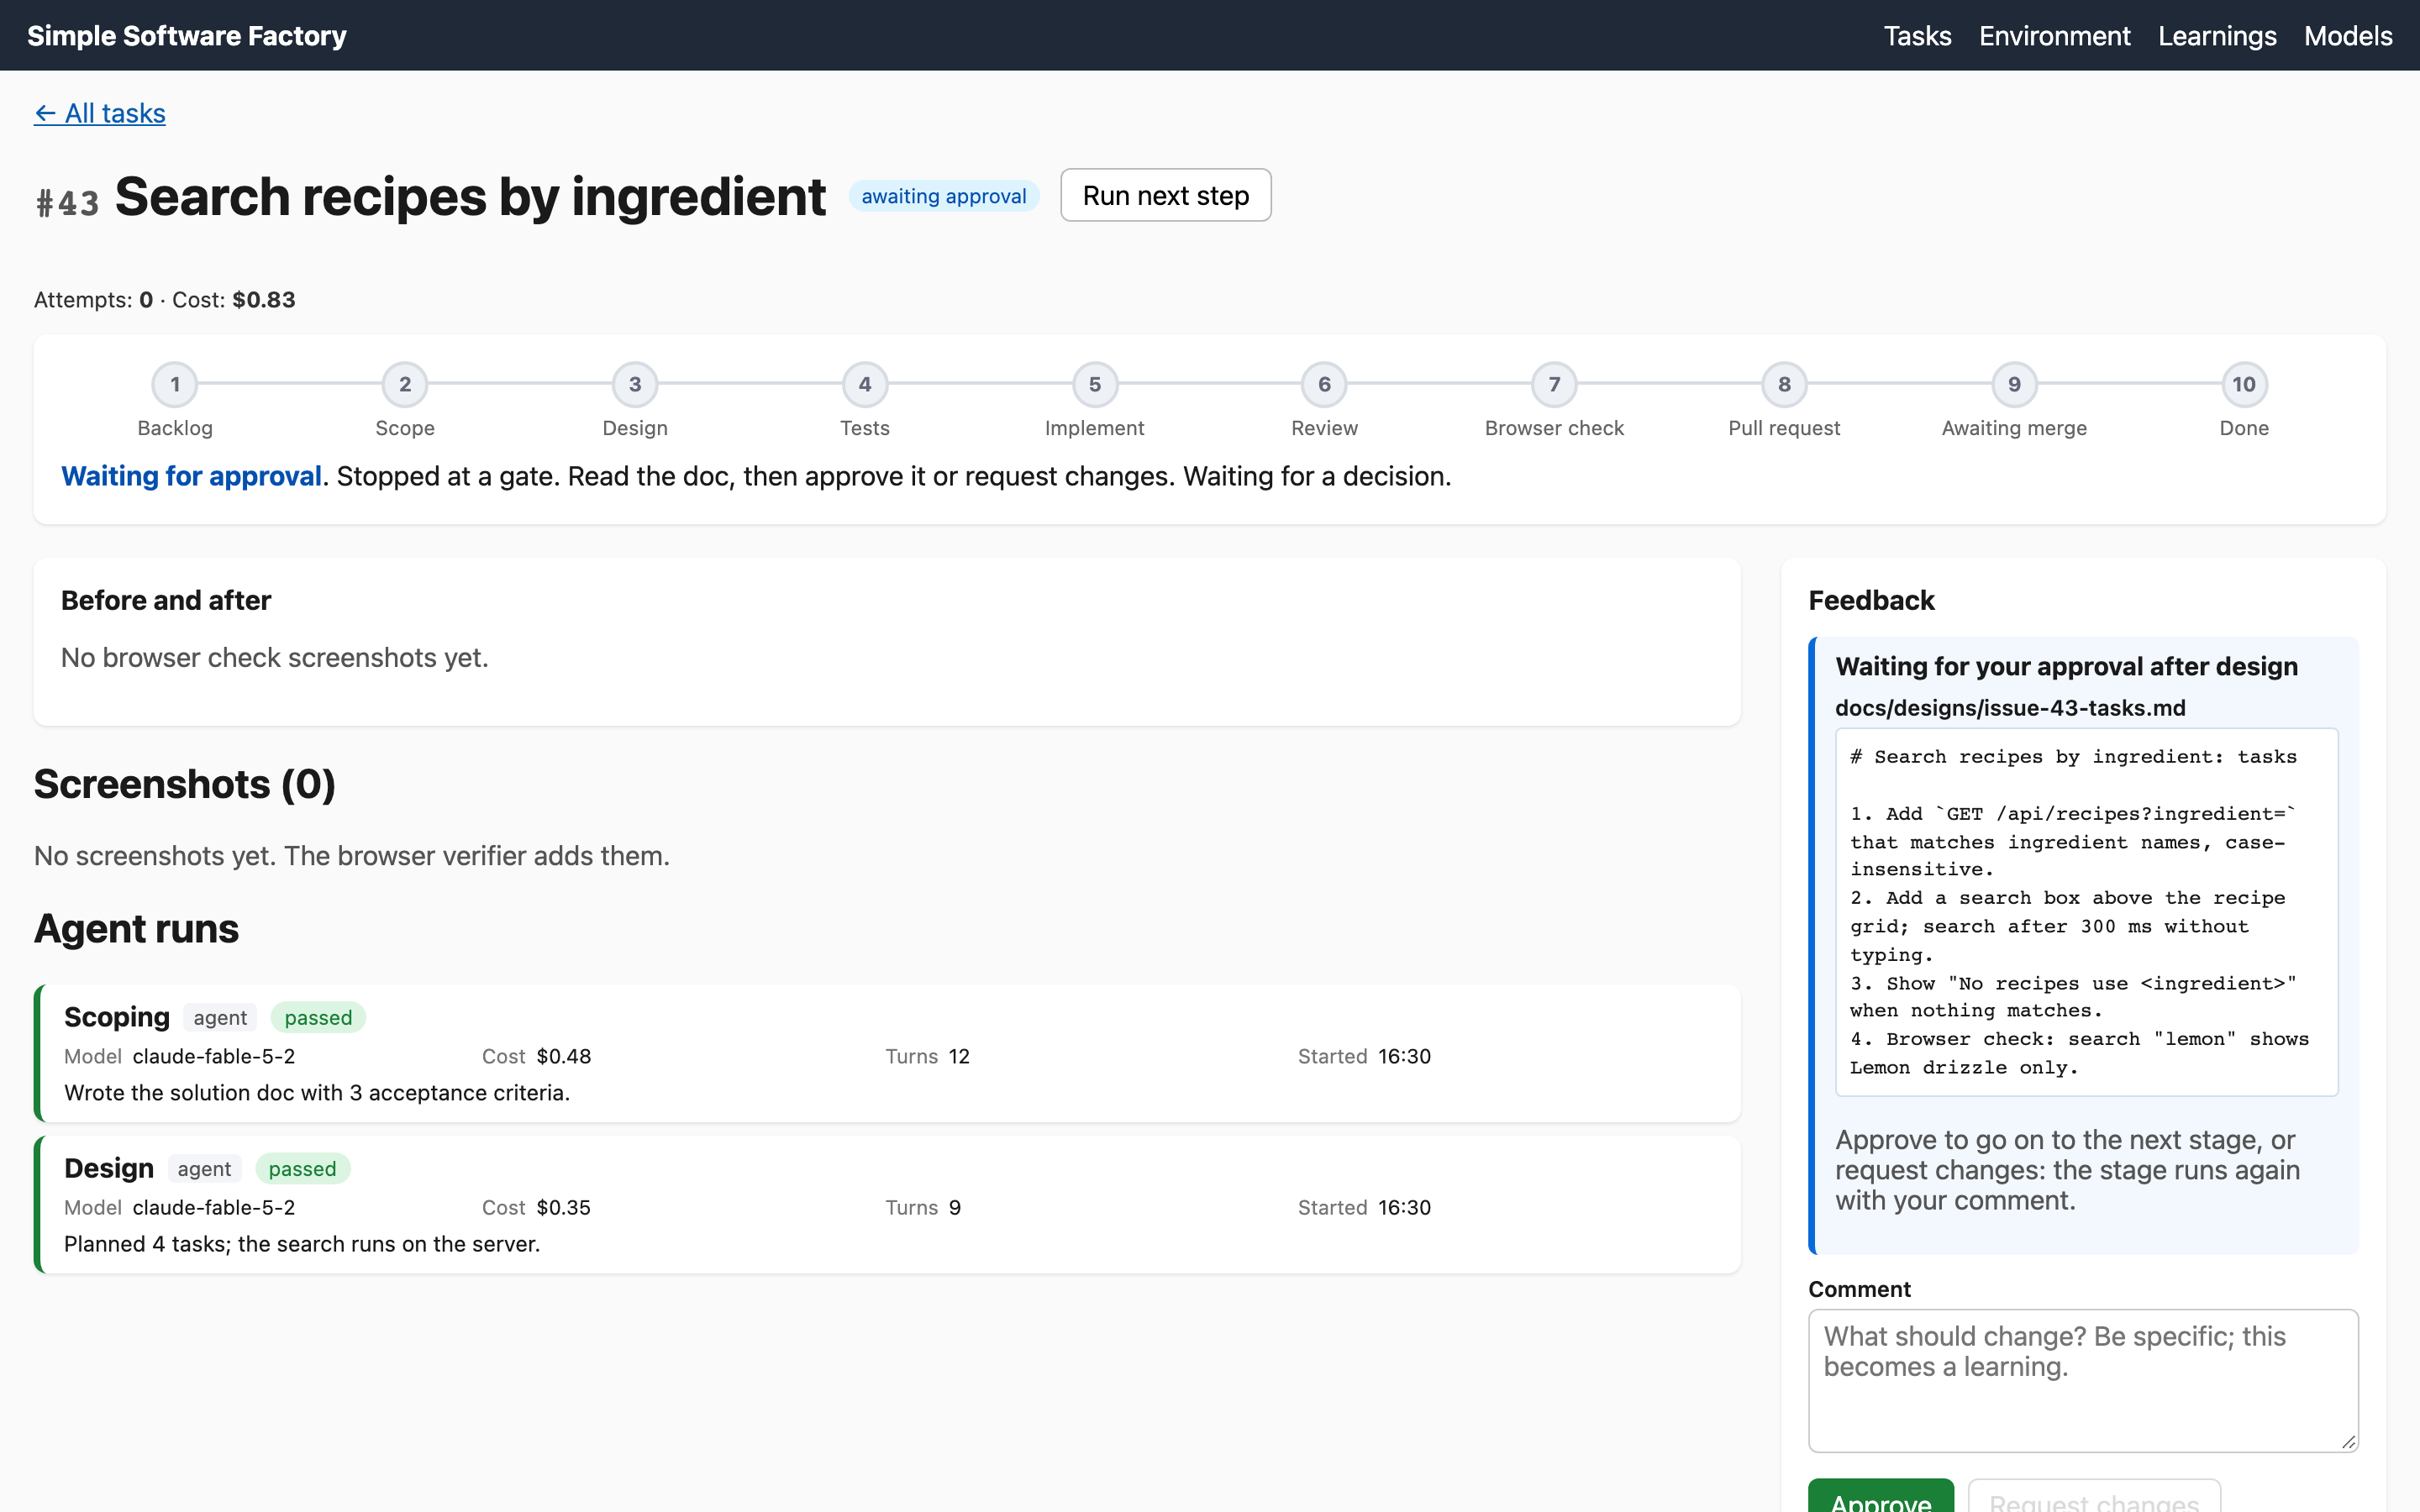 Simple Software Factory
Tasks Environment Learnings Models
← All tasks
#43 Search recipes by ingredient awaiting approval Run next step
Attempts: 0 · Cost: $0.83
1 2 3 4 5 6 7 8 9 10
Backlog Scope Design Tests Implement Review Browser check Pull request Awaiting merge Done
Waiting for approval. Stopped at a gate. Read the doc, then approve it or request changes. Waiting for a decision.
Before and after
No browser check screenshots yet.
Screenshots (0)
No screenshots yet. The browser verifier adds them.
Agent runs
Scoping agent passed
Model claude-fable-5-2 Cost $0.48 Turns 12 Started 16:30
Wrote the solution doc with 3 acceptance criteria.
Design agent passed
Model claude-fable-5-2 Cost $0.35 Turns 9 Started 16:30
Planned 4 tasks; the search runs on the server.
Feedback
Waiting for your approval after design
docs/designs/issue-43-tasks.md
# Search recipes by ingredient: tasks
1. Add `GET /api/recipes?ingredient=`
that matches ingredient names, case-
insensitive.
2. Add a search box above the recipe
grid; search after 300 ms without
typing.
3. Show "No recipes use <ingredient>"
when nothing matches.
4. Browser check: search "lemon" shows
Lemon drizzle only.
Approve to go on to the next stage, or
request changes: the stage runs again
with your comment.
Comment
What should change? Be specific; this
becomes a learning.
Approve Request changes